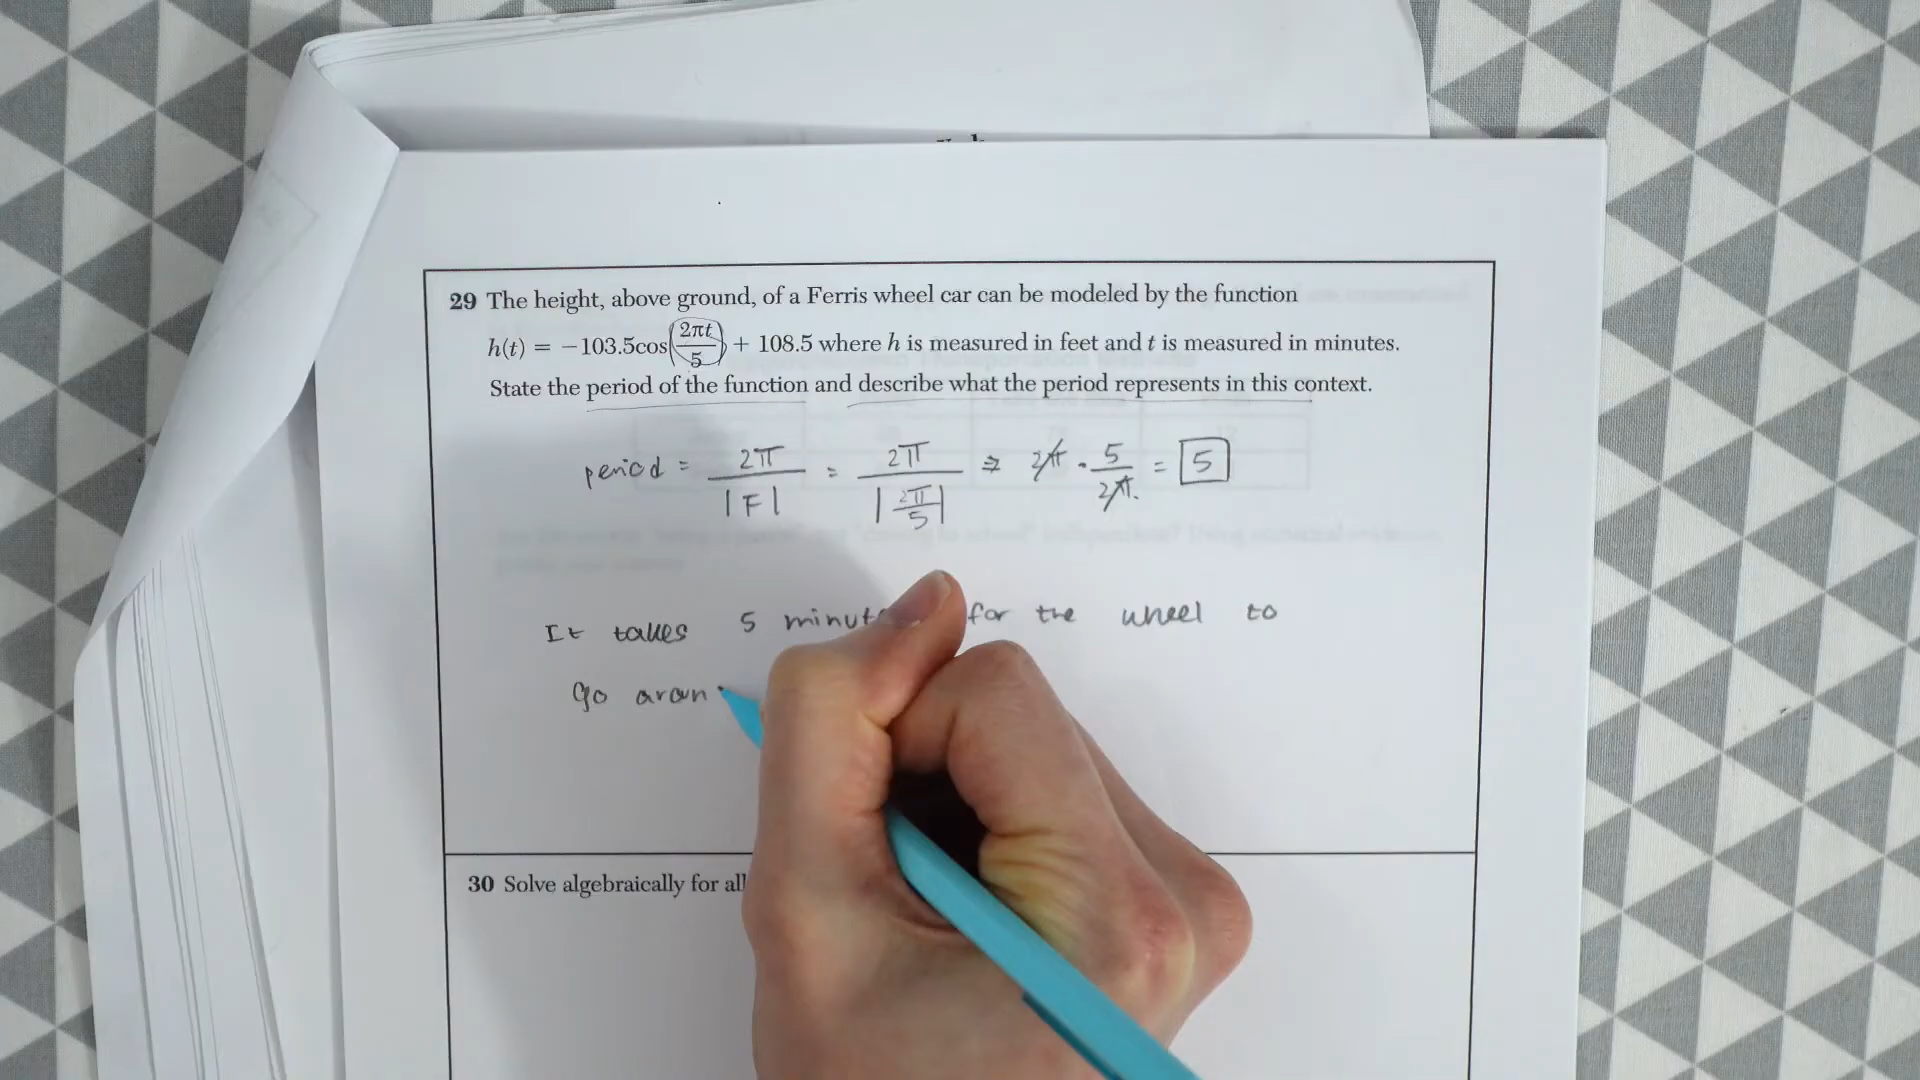 29 The height, above ground, of a Ferris wheel car can be modeled by the function
h(t) = −103.5cos(2πt/5) + 108.5 where h is measured in feet and t is measured in minutes.
State the period of the function and describe what the period represents in this context.
period = 2π/|F| = 2π/|2π/5| ⇒ 2π · 5/2π = 5
It takes 5 for the wheel to
go
30 Solve algebraically for all